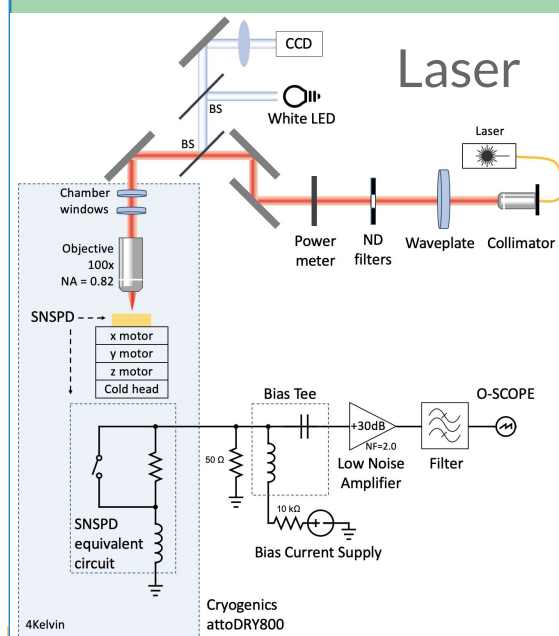 CCD
Laser
BS
White LED
Laser
BS
Chamber
windows
Power
meter
ND
filters
Waveplate
Collimator
Objective
100x
NA = 0.82
SNSPD
x motor
y motor
z motor
Cold head
Bias Tee
O-SCOPE
+30dB
NF=2.0
50 Ω
Low Noise
Amplifier
Filter
10 kΩ
SNSPD
equivalent
circuit
Bias Current Supply
4Kelvin
Cryogenics
attoDRY800